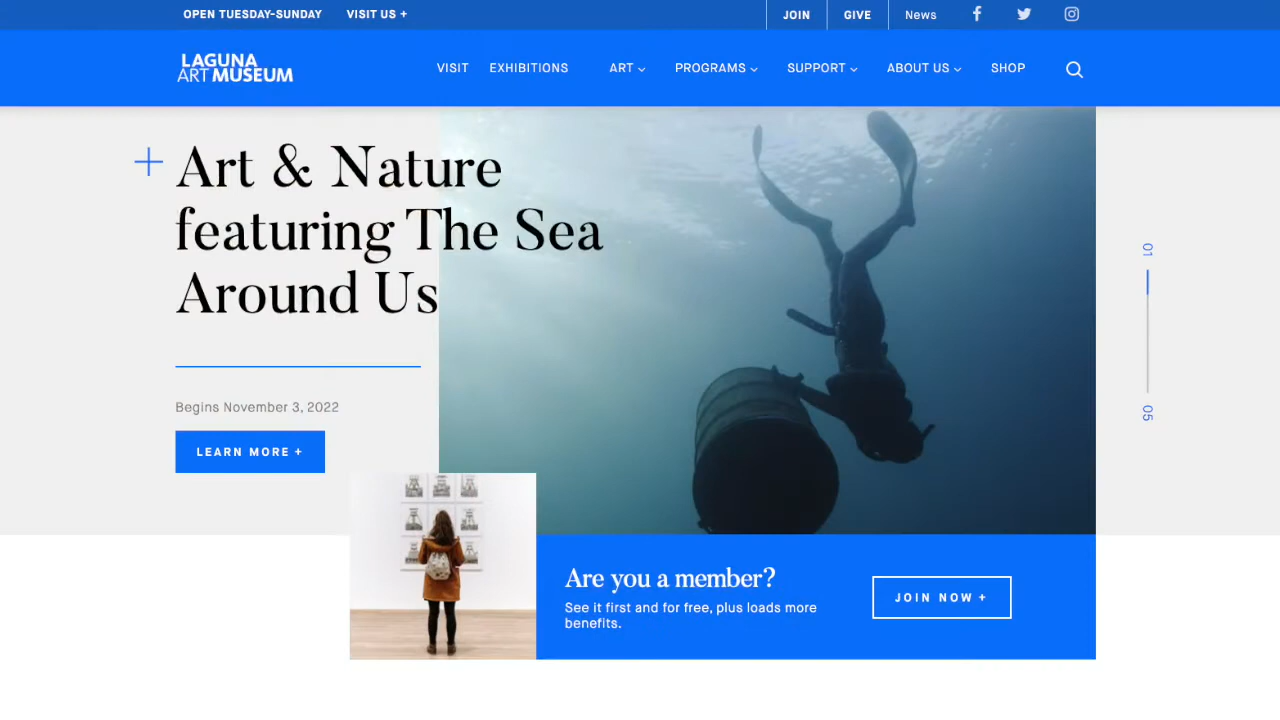 OPEN TUESDAY-SUNDAY VISIT US + JOIN GIVE News
LAGUNA
ART MUSEUM
VISIT EXHIBITIONS ART PROGRAMS SUPPORT ABOUT US SHOP
Art & Nature
featuring The Sea
Around Us
01
05
Begins November 3, 2022
LEARN MORE +
Are you a member?
See it first and for free, plus loads more
benefits.
JOIN NOW +